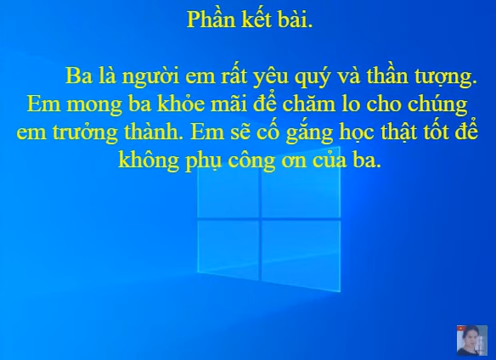 Phần kết bài.
Ba là người em rất yêu quý và thần tượng.
Em mong ba khỏe mãi để chăm lo cho chúng
em trưởng thành. Em sẽ cố gắng học thật tốt để
không phụ công ơn của ba.